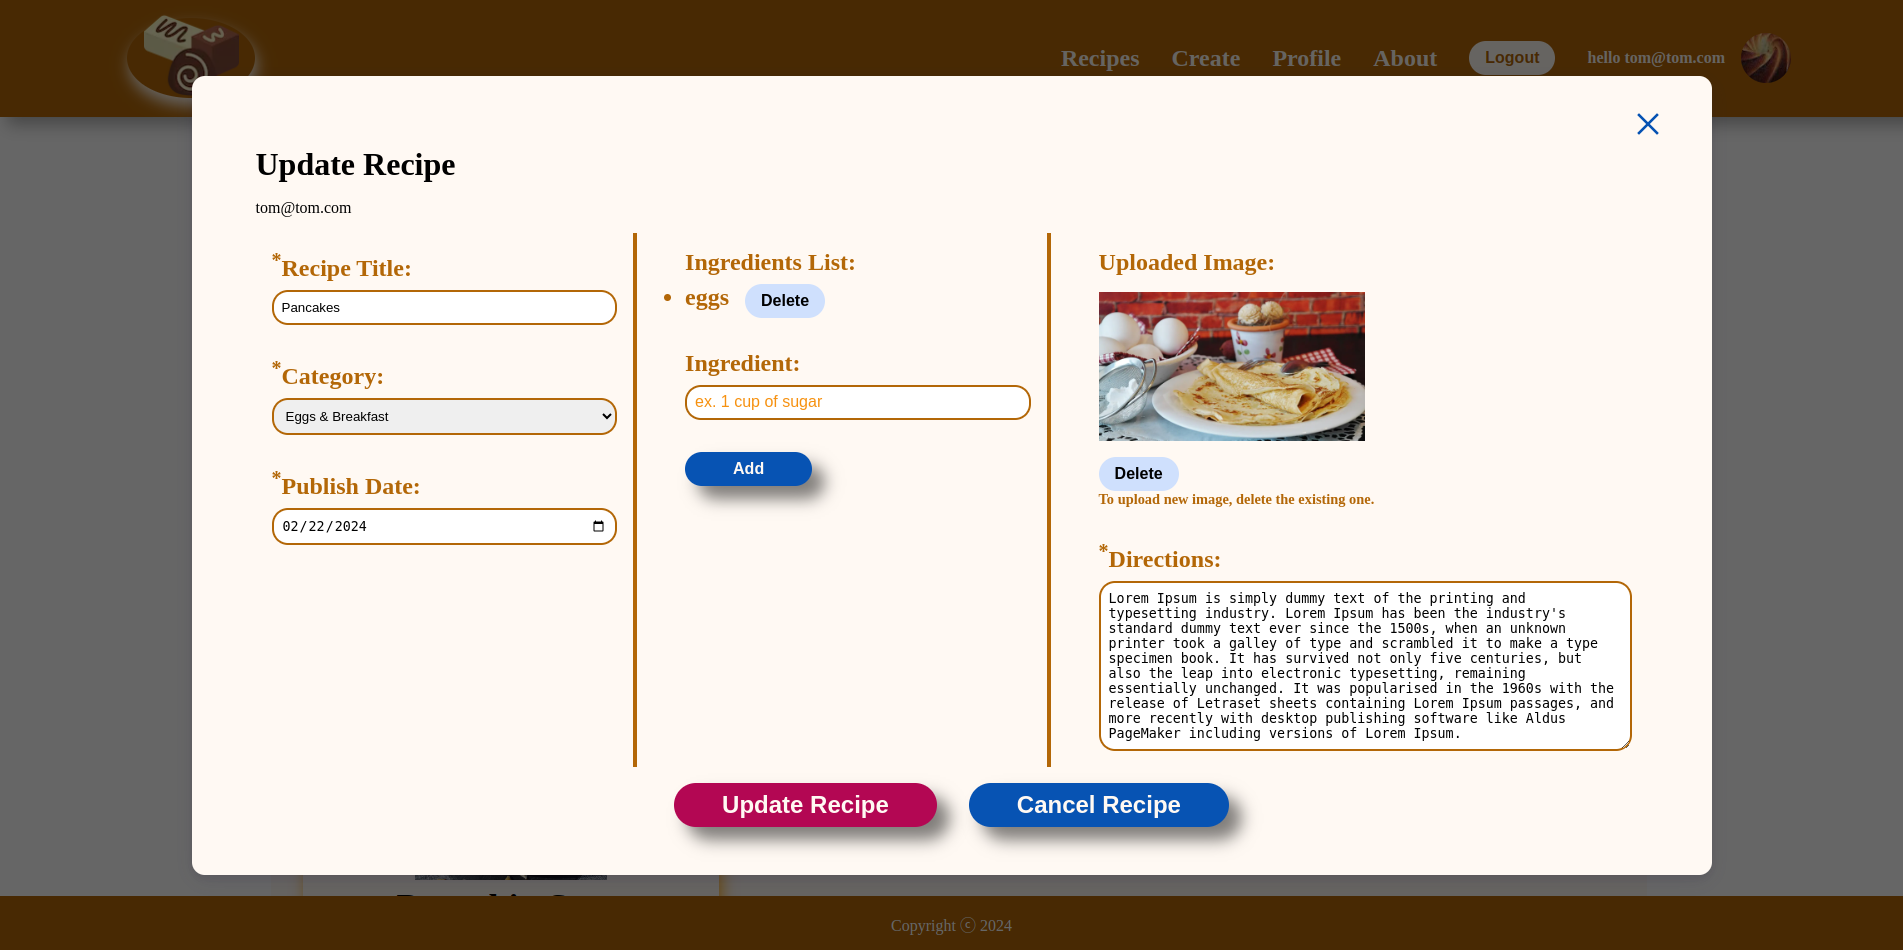 Recipes Create Profile About Logout hello tom@tom.com
Update Recipe
tom@tom.com
*Recipe Title:
Pancakes
*Category:
Eggs & Breakfast
*Publish Date:
02/22/2024
Ingredients List:
• eggs Delete
Ingredient:
ex. 1 cup of sugar
Add
Uploaded Image:
Delete
To upload new image, delete the existing one.
*Directions:
Lorem Ipsum is simply dummy text of the printing and
typesetting industry. Lorem Ipsum has been the industry's
standard dummy text ever since the 1500s, when an unknown
printer took a galley of type and scrambled it to make a type
specimen book. It has survived not only five centuries, but
also the leap into electronic typesetting, remaining
essentially unchanged. It was popularised in the 1960s with the
release of Letraset sheets containing Lorem Ipsum passages, and
more recently with desktop publishing software like Aldus
PageMaker including versions of Lorem Ipsum.
Update Recipe Cancel Recipe
Copyright ⓒ 2024